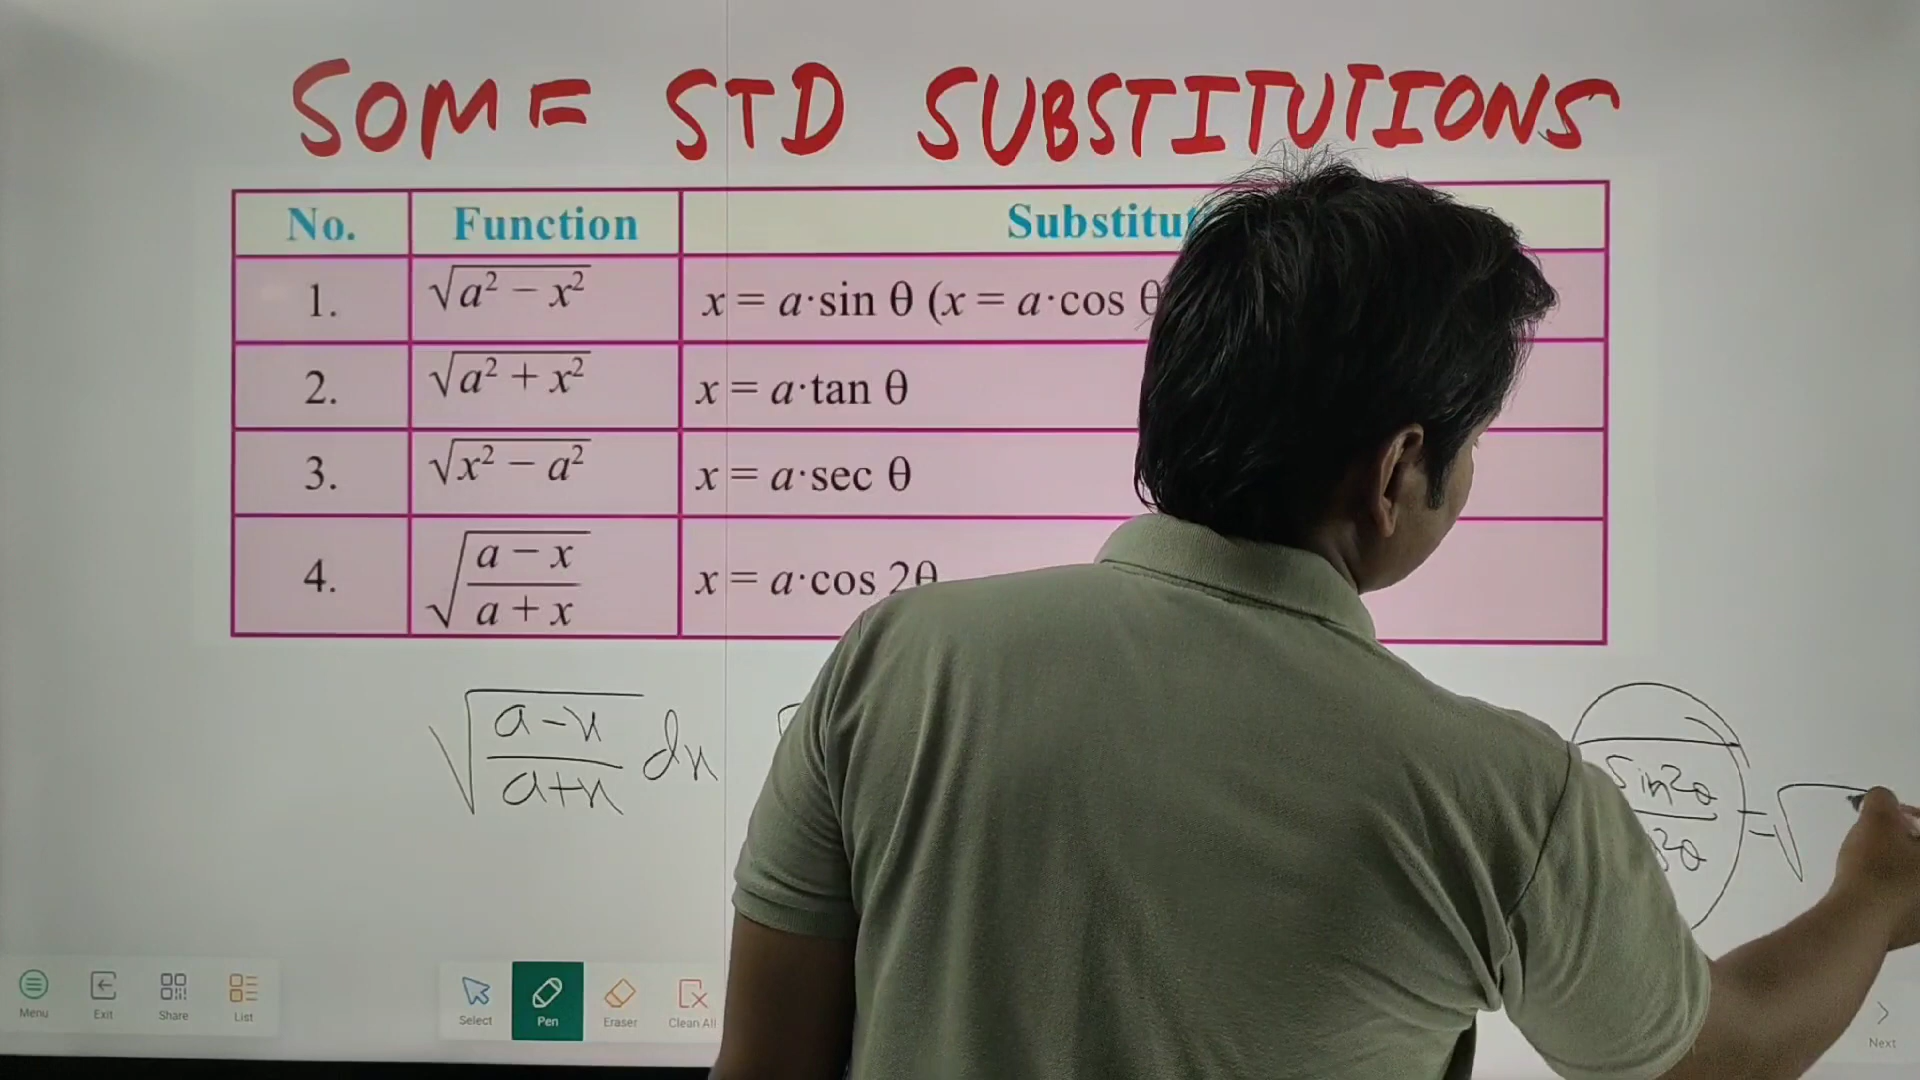 SOME STD SUBSTITUTIONS
No. Function
1. √a² − x² x = a·sin θ (x = a·cos θ
2. √a² + x² x = a·tan θ
3. √x² − a² x = a·sec θ
4. √(a − x)/(a + x) x = a·cos 2θ
√(a-x)/(a+x) dx
sin²θ
=√
Menu Exit Share List Select Pen Eraser Clean All Next